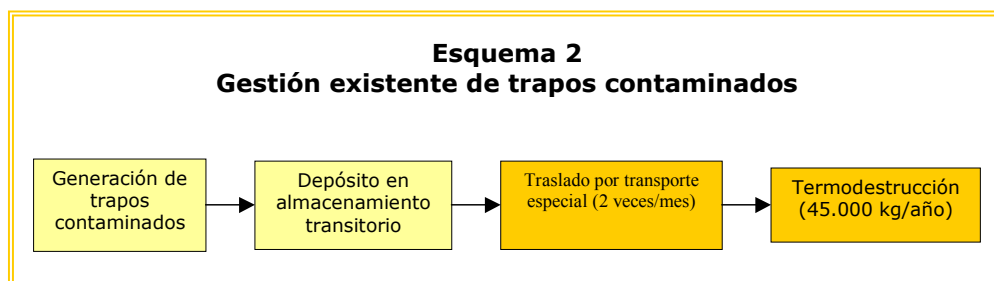 Esquema 2
Gestión existente de trapos contaminados
Generación de
trapos
contaminados
Depósito en
almacenamiento
transitorio
Traslado por transporte
especial (2 veces/mes)
Termodestrucción
(45.000 kg/año)